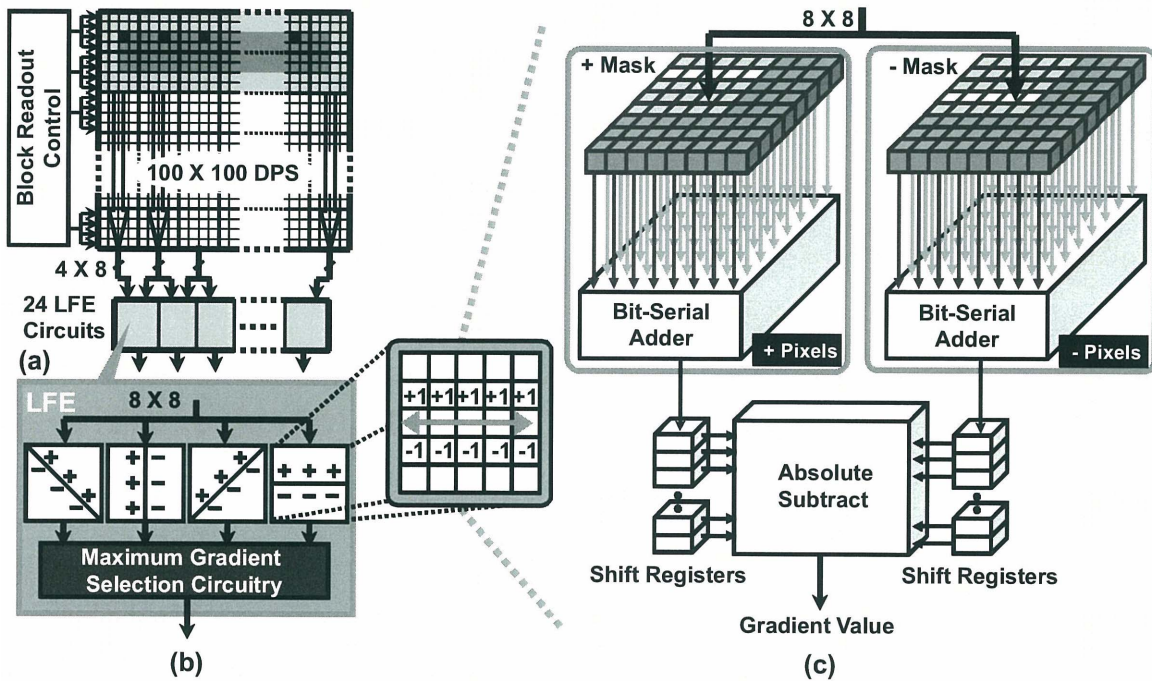 Block Readout
Control
100 X 100 DPS
4 X 8
24 LFE
Circuits
(a)
LFE
8 X 8
+ + +
- - -
+ + +
- - -
+ + +
- - -
+ + +
- - -
Maximum Gradient
Selection Circuitry
(b)
+1 +1 +1 +1 +1
-1 -1 -1 -1 -1
8 X 8
+ Mask
- Mask
Bit-Serial
Adder
+ Pixels
Bit-Serial
Adder
- Pixels
Absolute
Subtract
Shift Registers
Shift Registers
Gradient Value
(c)